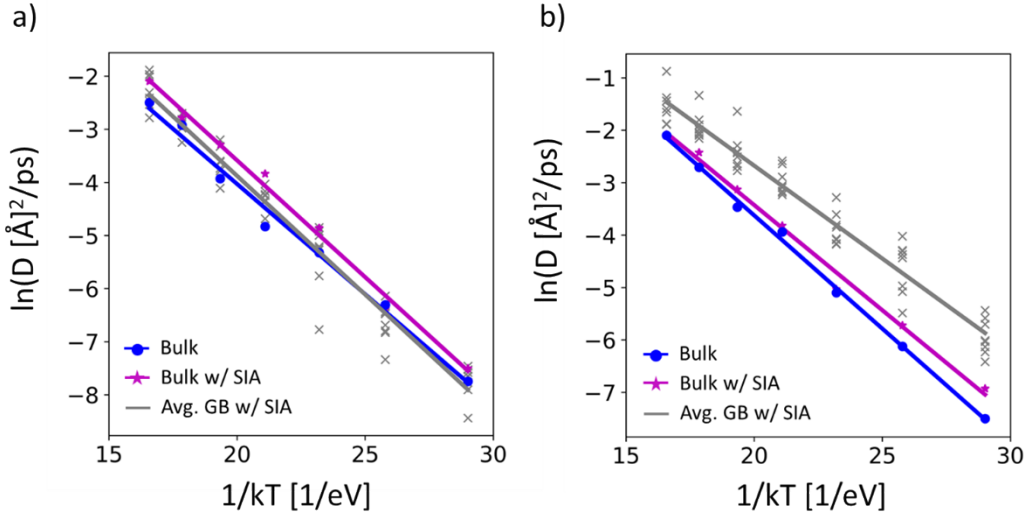 a)
ln(D [Å]²/ps)
−2
−3
−4
−5
−6
−7
−8
Bulk
Bulk w/ SIA
Avg. GB w/ SIA
15
20
25
30
1/kT [1/eV]
b)
ln(D [Å]²/ps)
−1
−2
−3
−4
−5
−6
−7
Bulk
Bulk w/ SIA
Avg. GB w/ SIA
15
20
25
30
1/kT [1/eV]